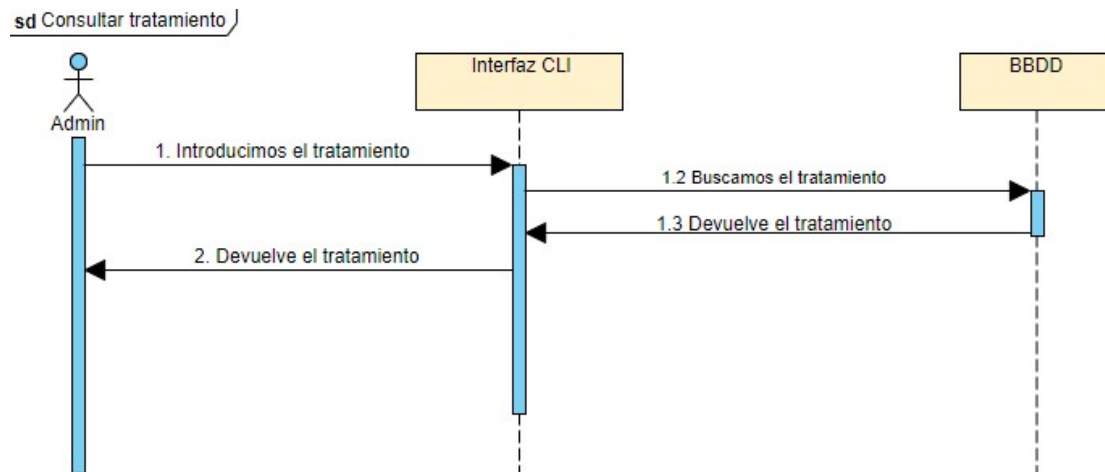 sd Consultar tratamiento
Interfaz CLI
BBDD
Admin
1. Introducimos el tratamiento
1.2 Buscamos el tratamiento
1.3 Devuelve el tratamiento
2. Devuelve el tratamiento